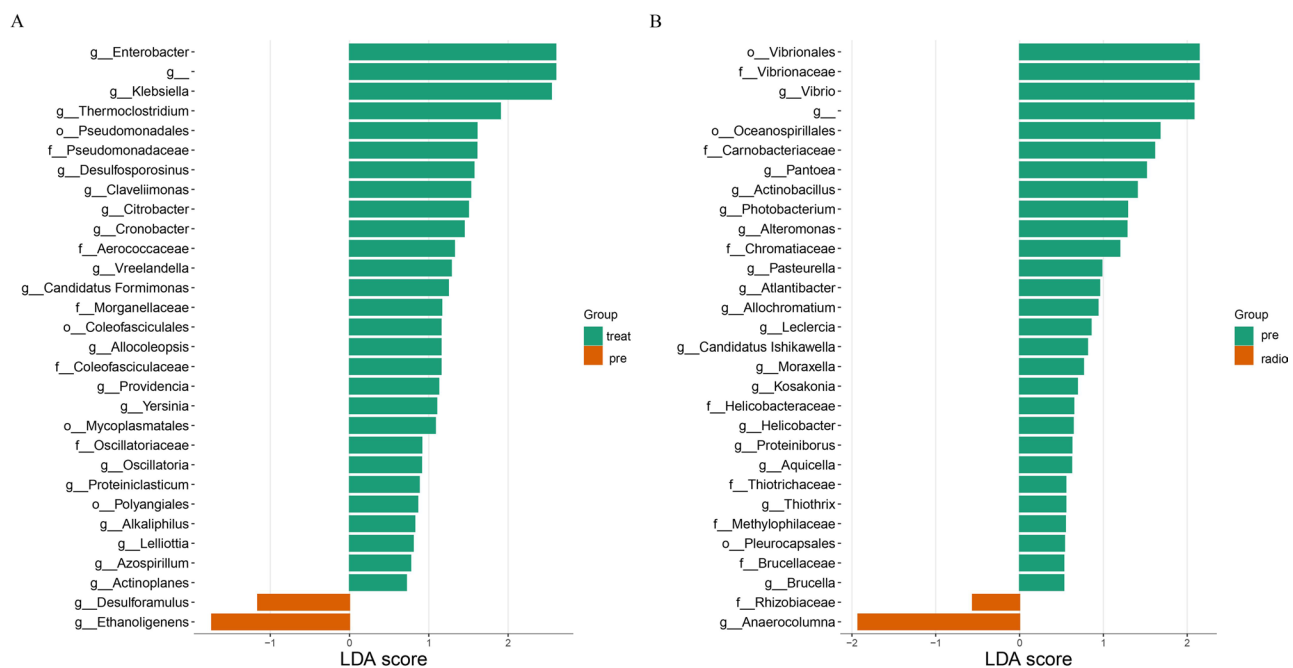 A
g__Enterobacter
g__
g__Klebsiella
g__Thermoclostridium
o__Pseudomonadales
f__Pseudomonadaceae
g__Desulfosporosinus
g__Claveliimonas
g__Citrobacter
g__Cronobacter
f__Aerococcaceae
g__Vreelandella
g__Candidatus Formimonas
f__Morganellaceae
o__Coleofasciculales
g__Allocoleopsis
f__Coleofasciculaceae
g__Providencia
g__Yersinia
o__Mycoplasmatales
f__Oscillatoriaceae
g__Oscillatoria
g__Proteiniclasticum
o__Polyangiales
g__Alkaliphilus
g__Lelliottia
g__Azospirillum
g__Actinoplanes
g__Desulforamulus
g__Ethanoligenens
−1 0 1 2
LDA score
Group
treat
pre
B
o__Vibrionales
f__Vibrionaceae
g__Vibrio
g__
o__Oceanospirillales
f__Carnobacteriaceae
g__Pantoea
g__Actinobacillus
g__Photobacterium
g__Alteromonas
f__Chromatiaceae
g__Pasteurella
g__Atlantibacter
g__Allochromatium
g__Leclercia
g__Candidatus Ishikawella
g__Moraxella
g__Kosakonia
f__Helicobacteraceae
g__Helicobacter
g__Proteiniborus
g__Aquicella
f__Thiotrichaceae
g__Thiothrix
f__Methylophilaceae
o__Pleurocapsales
f__Brucellaceae
g__Brucella
f__Rhizobiaceae
g__Anaerocolumna
−2 −1 0 1 2
LDA score
Group
pre
radio